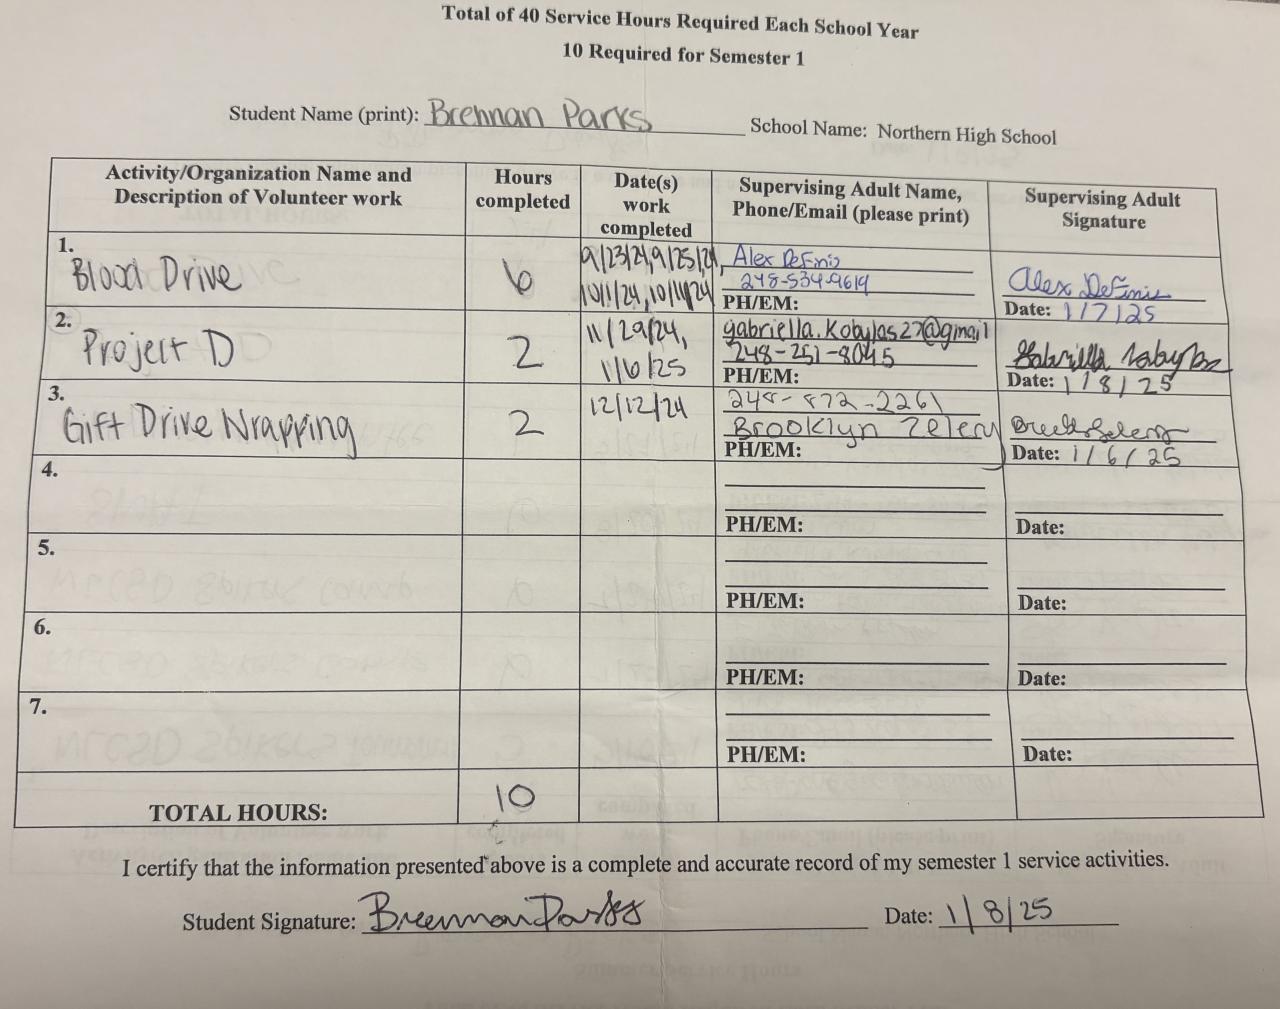 Total of 40 Service Hours Required Each School Year
10 Required for Semester 1
Student Name (print): Brennan Parks School Name: Northern High School
Activity/Organization Name and Description of Volunteer work
Hours completed
Date(s) work completed
Supervising Adult Name, Phone/Email (please print)
Supervising Adult Signature
1. Blood Drive
6
9/23/24, 9/25/24,
10/1/24, 10/14/24
Alex DeFinis
248-534-9619
PH/EM:
Alex DeFinis
Date: 1/7/25
2. Project D
2
11/29/24,
1/6/25
gabriella.Kobylas27@gmail
248-251-8045
PH/EM:
Gabriella Kobylas
Date: 1/8/25
3. Gift Drive Wrapping
2
12/12/24
248-872-2261
Brooklyn Zelery
PH/EM:
Date: 1/6/25
4.
PH/EM:
Date:
5.
PH/EM:
Date:
6.
PH/EM:
Date:
7.
PH/EM:
Date:
TOTAL HOURS: 10
I certify that the information presented above is a complete and accurate record of my semester 1 service activities.
Student Signature: Brennan Parks Date: 1/8/25